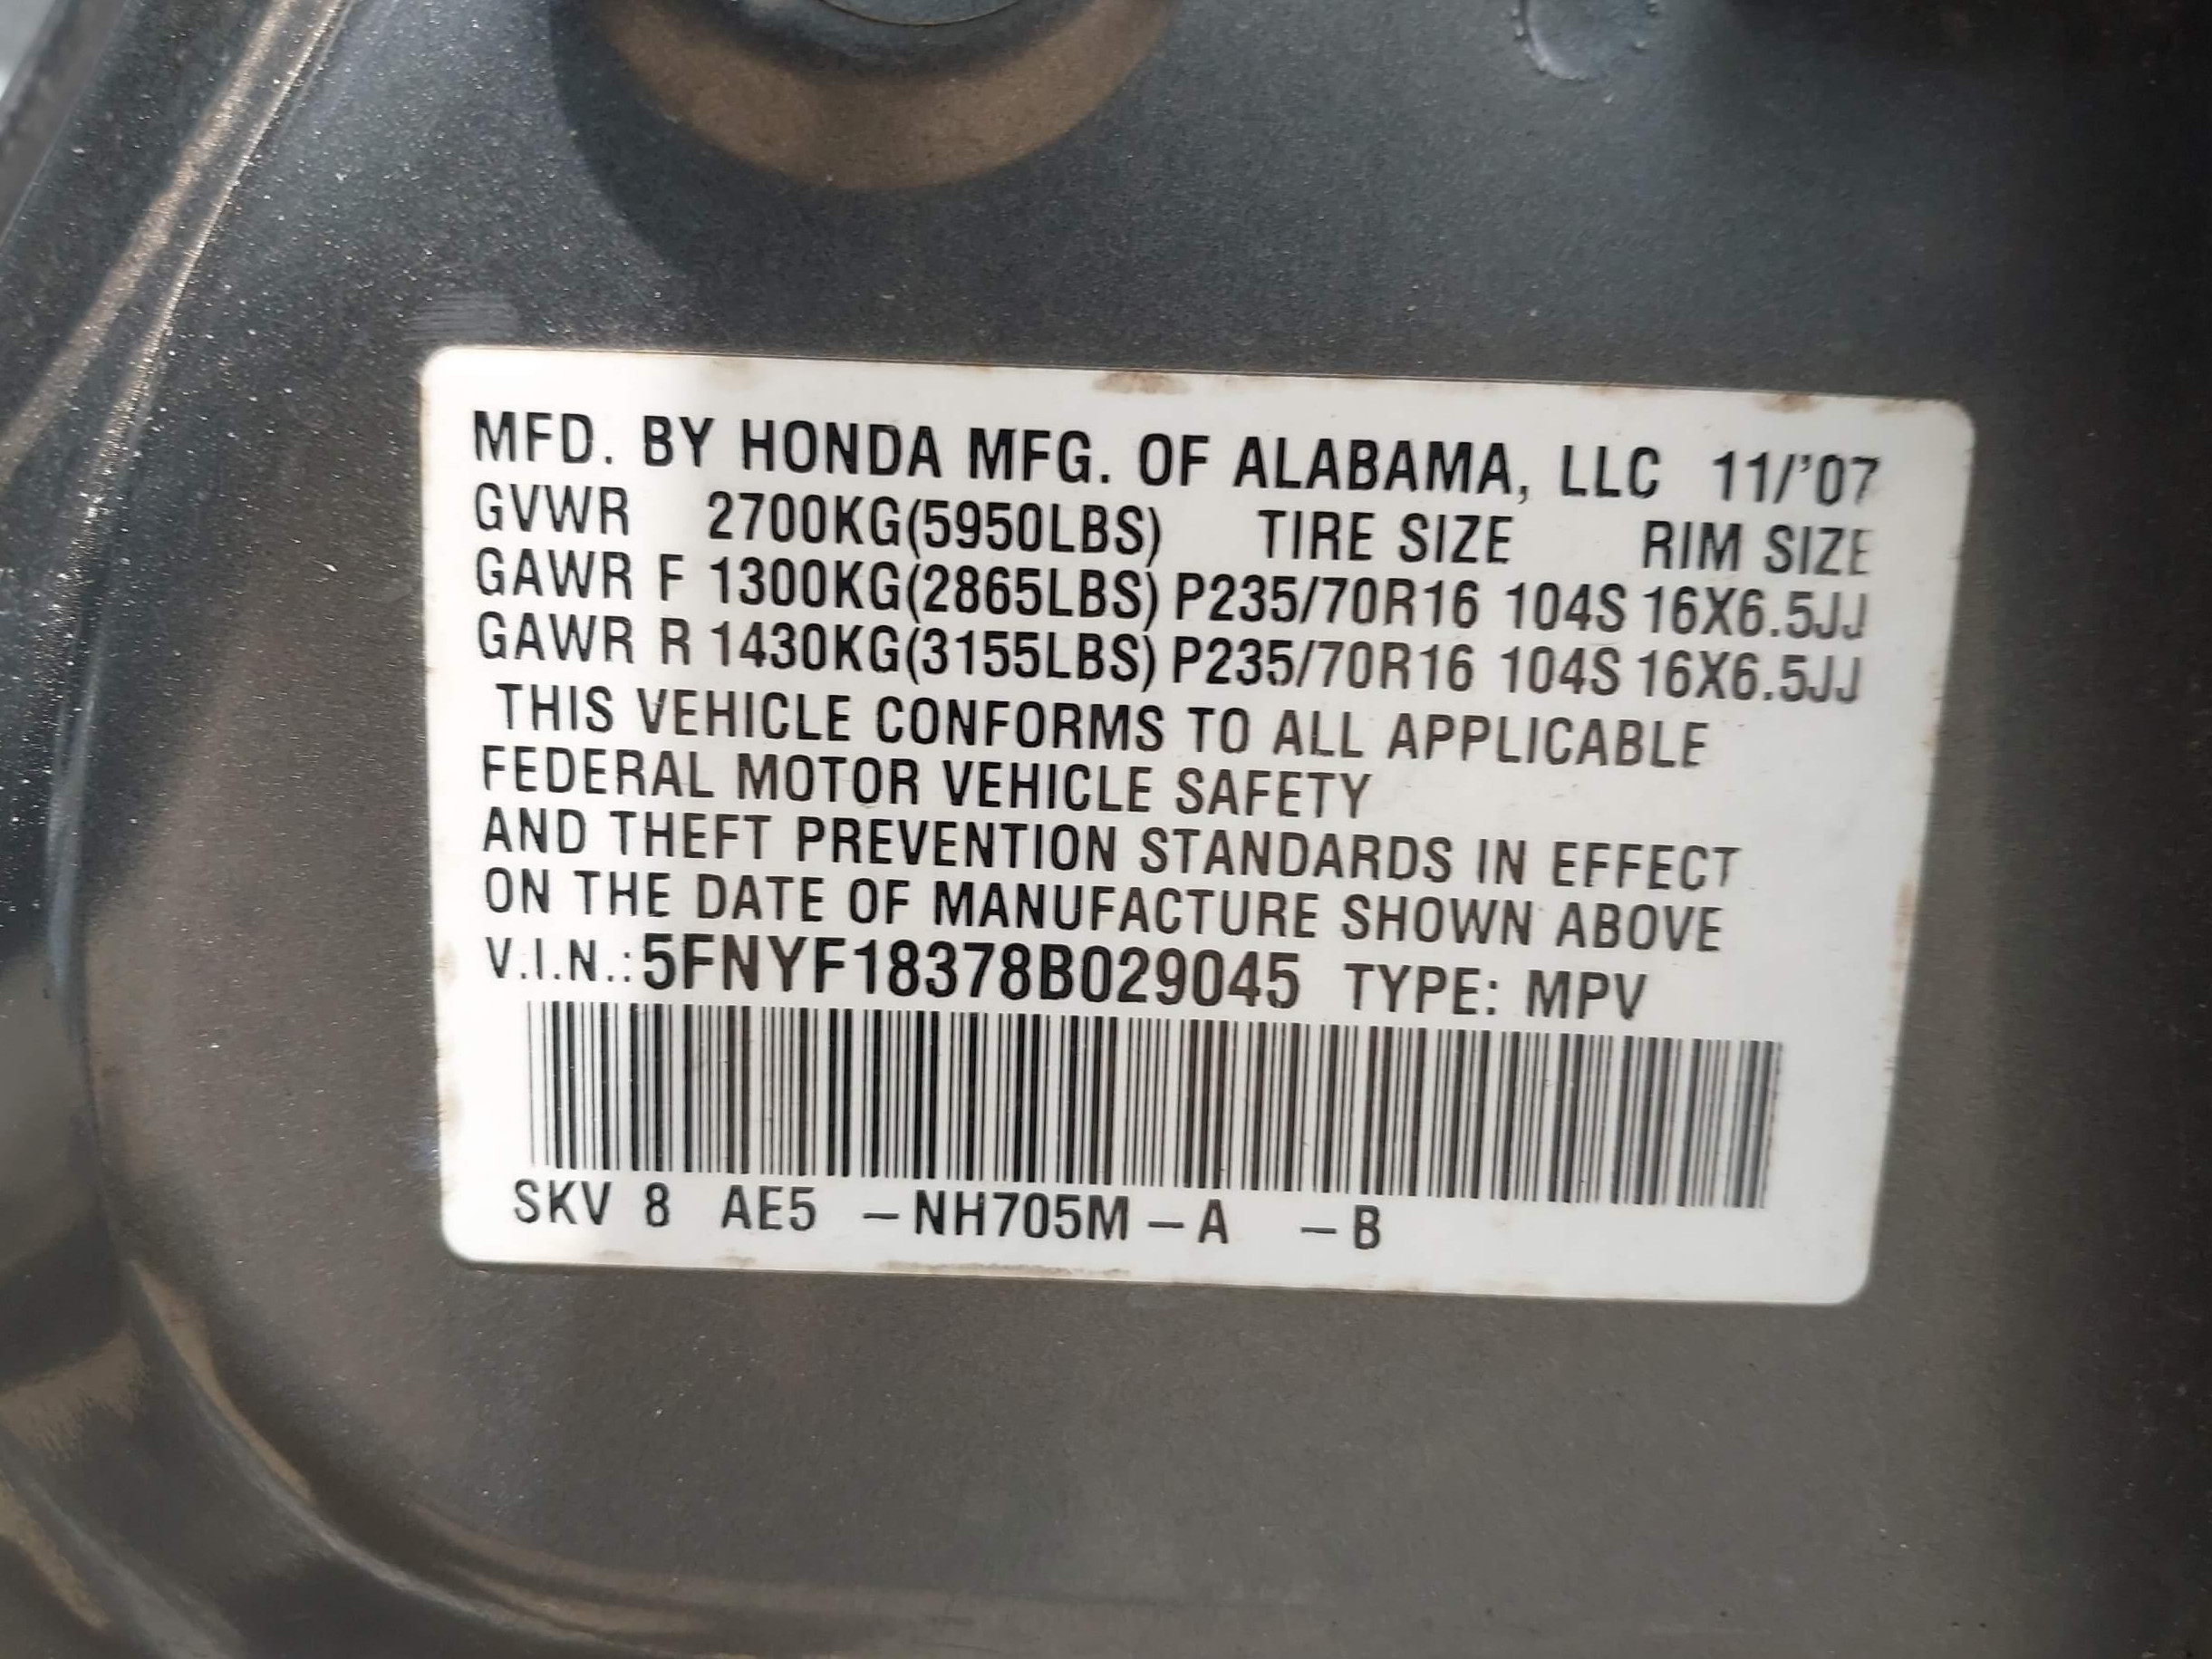 MFD. BY HONDA MFG. OF ALABAMA, LLC 11/'07
GVWR 2700KG(5950LBS) TIRE SIZE RIM SIZE
GAWR F 1300KG(2865LBS) P235/70R16 104S 16X6.5JJ
GAWR R 1430KG(3155LBS) P235/70R16 104S 16X6.5JJ
THIS VEHICLE CONFORMS TO ALL APPLICABLE
FEDERAL MOTOR VEHICLE SAFETY
AND THEFT PREVENTION STANDARDS IN EFFECT
ON THE DATE OF MANUFACTURE SHOWN ABOVE
V.I.N.: 5FNYF18378B029045 TYPE: MPV
SKV 8 AE5 –NH705M–A –B